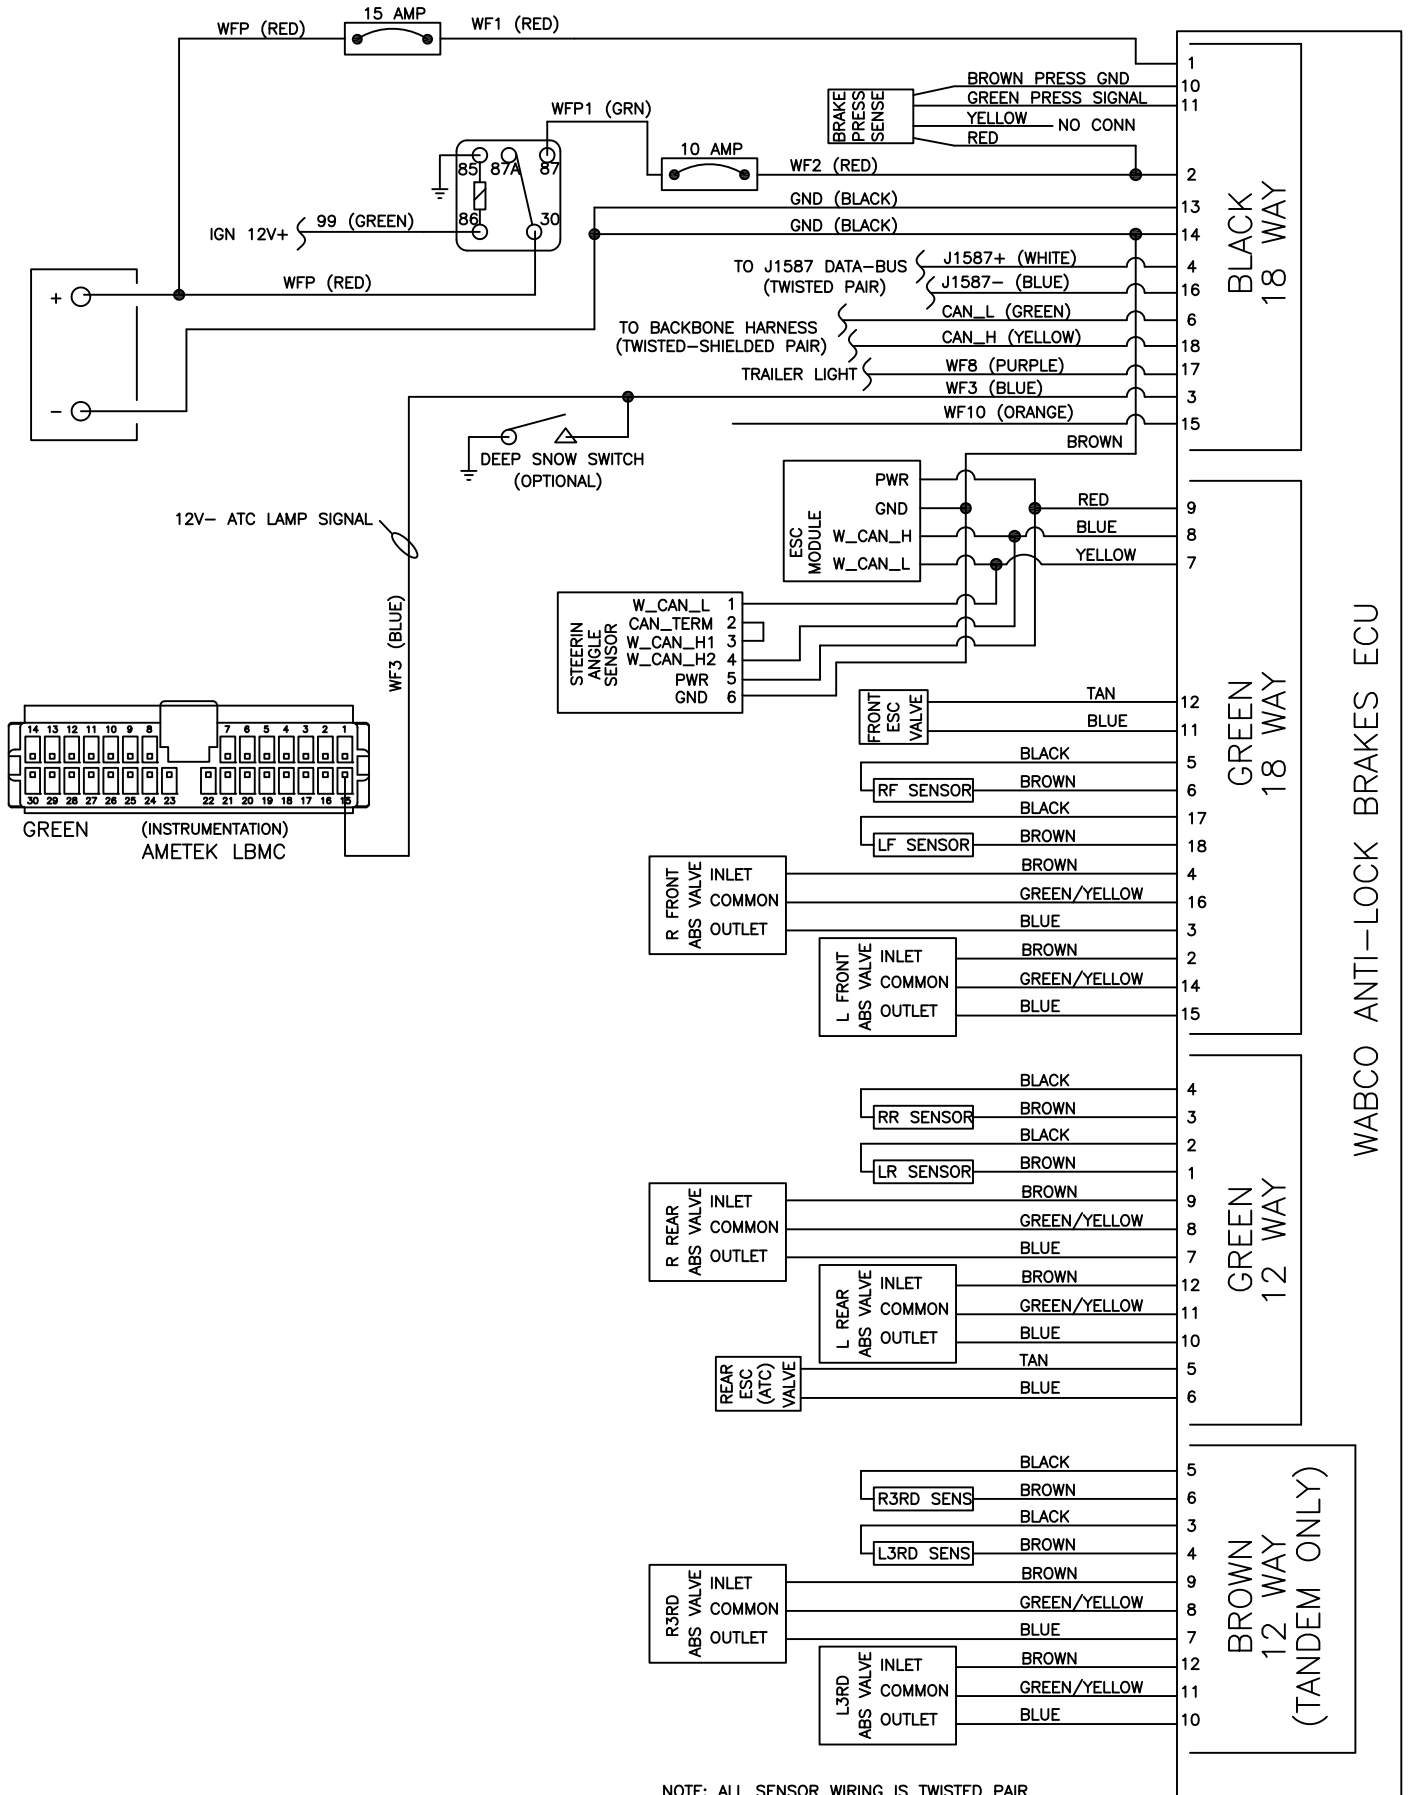 15 AMP
WFP (RED)
WF1 (RED)
1
BROWN PRESS GND
10
GREEN PRESS SIGNAL
11
YELLOW
NO CONN
RED
BRAKE
PRESS
SENSE
WFP1 (GRN)
10 AMP
WF2 (RED)
2
85
87A
87
86
30
IGN 12V+
99 (GREEN)
GND (BLACK)
13
GND (BLACK)
14
WFP (RED)
+
−
TO J1587 DATA-BUS
(TWISTED PAIR)
J1587+ (WHITE)
4
J1587- (BLUE)
16
TO BACKBONE HARNESS
(TWISTED-SHIELDED PAIR)
CAN_L (GREEN)
6
CAN_H (YELLOW)
18
TRAILER LIGHT
WF8 (PURPLE)
17
WF3 (BLUE)
3
WF10 (ORANGE)
15
BROWN
BLACK
18 WAY
DEEP SNOW SWITCH
(OPTIONAL)
12V- ATC LAMP SIGNAL
WF3 (BLUE)
ESC
MODULE
PWR
GND
W_CAN_H
W_CAN_L
RED
9
BLUE
8
YELLOW
7
STEERIN
ANGLE
SENSOR
W_CAN_L 1
CAN_TERM 2
W_CAN_H1 3
W_CAN_H2 4
PWR 5
GND 6
FRONT
ESC
VALVE
TAN
12
BLUE
11
BLACK
5
RF SENSOR
BROWN
6
BLACK
17
LF SENSOR
BROWN
18
R FRONT
ABS VALVE
INLET
BROWN
4
COMMON
GREEN/YELLOW
16
OUTLET
BLUE
3
L FRONT
ABS VALVE
INLET
BROWN
2
COMMON
GREEN/YELLOW
14
OUTLET
BLUE
15
GREEN
18 WAY
14 13 12 11 10 9 8 7 6 5 4 3 2 1
30 29 28 27 26 25 24 23 22 21 20 19 18 17 16 15
GREEN
(INSTRUMENTATION)
AMETEK LBMC
BLACK
4
RR SENSOR
BROWN
3
BLACK
2
LR SENSOR
BROWN
1
R REAR
ABS VALVE
INLET
BROWN
9
COMMON
GREEN/YELLOW
8
OUTLET
BLUE
7
L REAR
ABS VALVE
INLET
BROWN
12
COMMON
GREEN/YELLOW
11
OUTLET
BLUE
10
REAR
ESC
(ATC)
VALVE
TAN
5
BLUE
6
GREEN
12 WAY
BLACK
5
R3RD SENS
BROWN
6
BLACK
3
L3RD SENS
BROWN
4
R3RD
ABS VALVE
INLET
BROWN
9
COMMON
GREEN/YELLOW
8
OUTLET
BLUE
7
L3RD
ABS VALVE
INLET
BROWN
12
COMMON
GREEN/YELLOW
11
OUTLET
BLUE
10
BROWN
12 WAY
(TANDEM ONLY)
WABCO ANTI-LOCK BRAKES ECU
NOTE: ALL SENSOR WIRING IS TWISTED PAIR